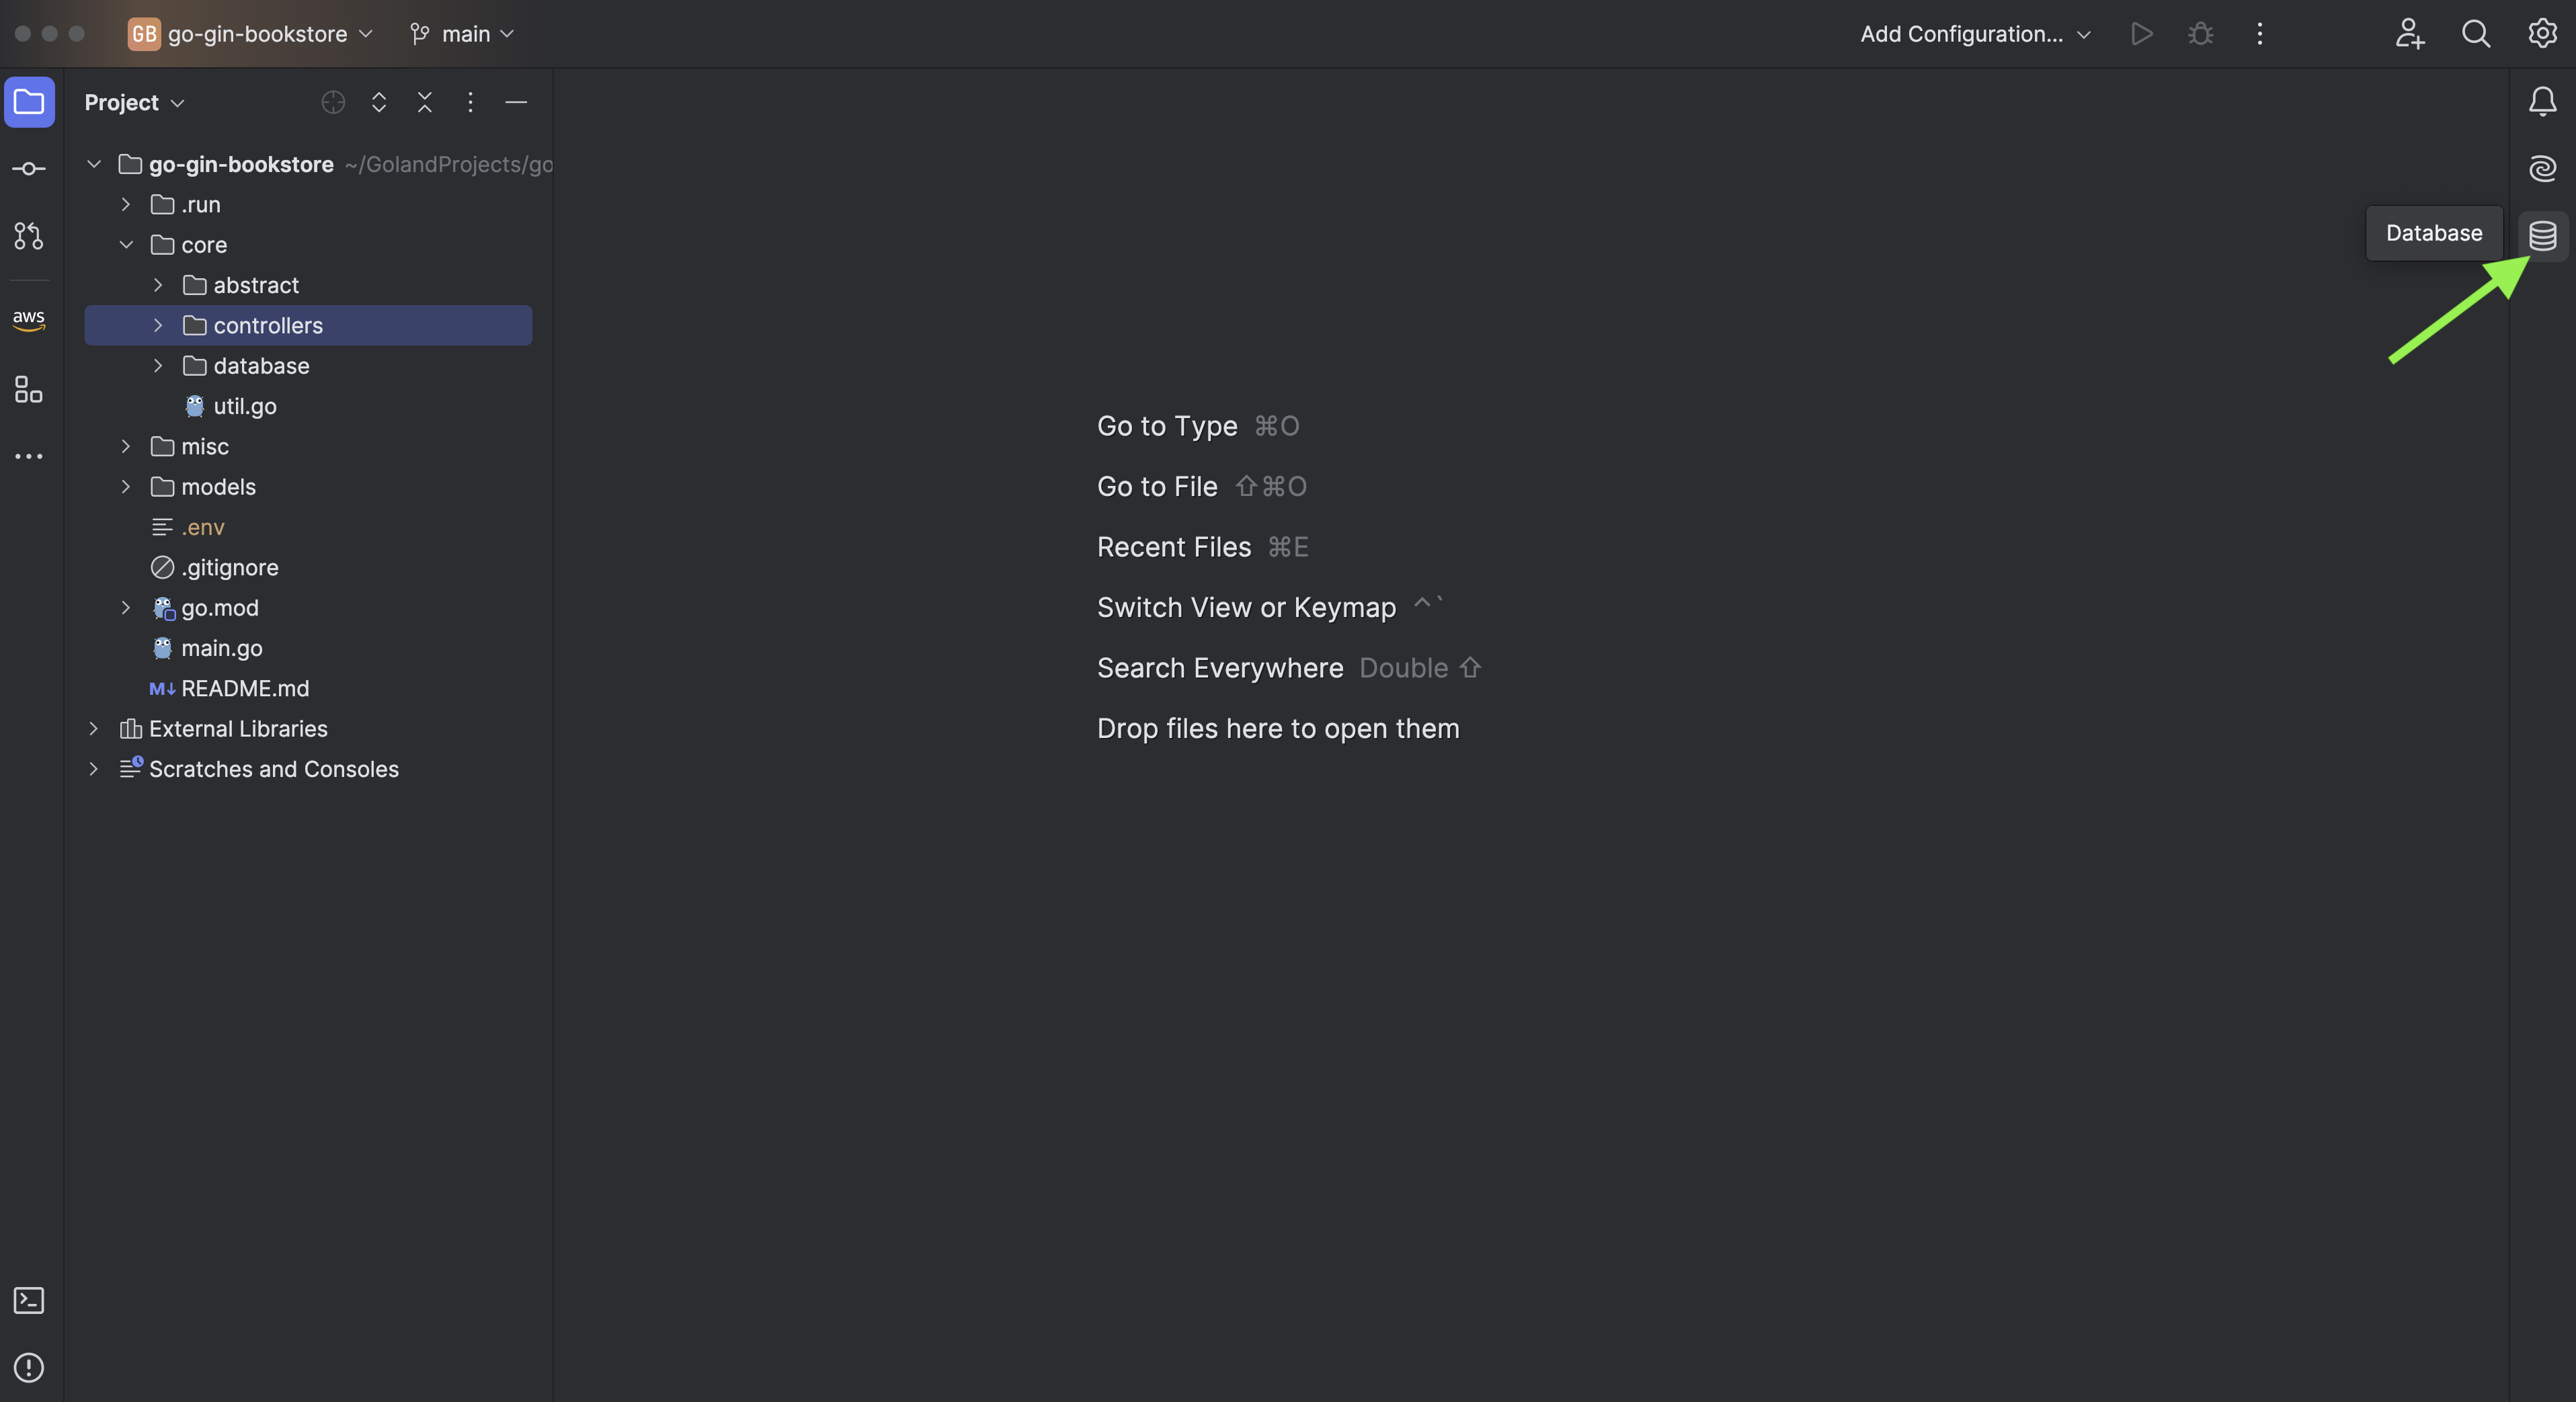 GB go-gin-bookstore main Add Configuration...
Project
go-gin-bookstore ~/GolandProjects/go
.run
core
abstract
controllers
database
util.go
misc
models
.env
.gitignore
go.mod
main.go
M↓ README.md
External Libraries
Scratches and Consoles
aws
Go to Type ⌘O
Go to File ⇧⌘O
Recent Files ⌘E
Switch View or Keymap ⌃`
Search Everywhere Double ⇧
Drop files here to open them
Database